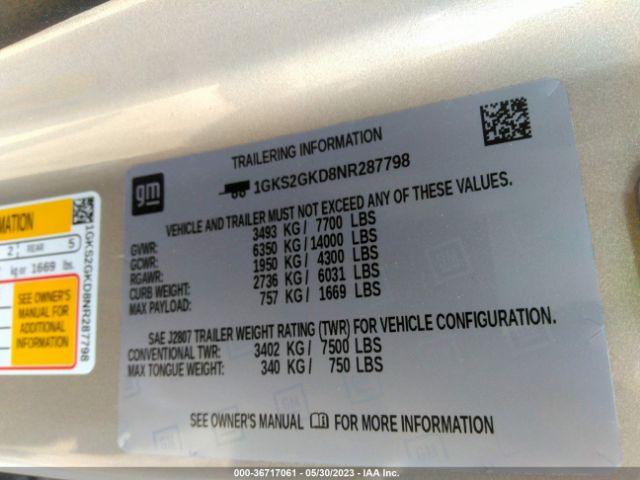 TRAILERING INFORMATION
gm
1GKS2GKD8NR287798
VEHICLE AND TRAILER MUST NOT EXCEED ANY OF THESE VALUES.
GVWR: 3493 KG / 7700 LBS
GCWR: 6350 KG / 14000 LBS
RGAWR: 1950 KG / 4300 LBS
CURB WEIGHT: 2736 KG / 6031 LBS
MAX PAYLOAD: 757 KG / 1669 LBS
SAE J2807 TRAILER WEIGHT RATING (TWR) FOR VEHICLE CONFIGURATION.
CONVENTIONAL TWR: 3402 KG / 7500 LBS
MAX TONGUE WEIGHT: 340 KG / 750 LBS
SEE OWNER'S MANUAL FOR MORE INFORMATION
REAR 5
kg or 1669 lbs.
SEE OWNER'S
MANUAL FOR
ADDITIONAL
INFORMATION
1GKS2GKD8NR287798
000-36717061 - 05/30/2023 - IAA Inc.